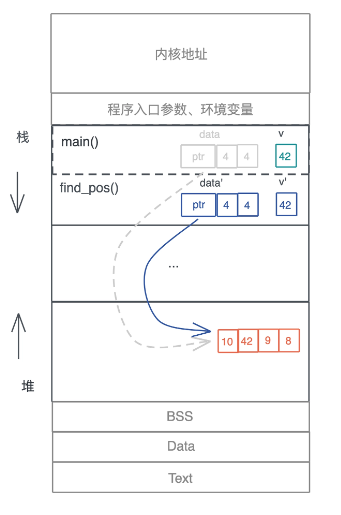 内核地址
程序入口参数、环境变量
栈
main()
data
v
ptr 4 4
42
find_pos()
data'
v'
ptr 4 4
42
...
10 42 9 8
堆
BSS
Data
Text